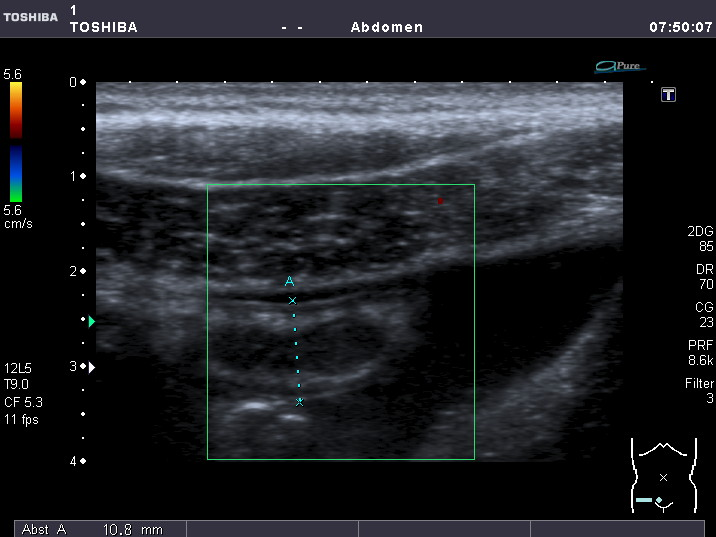 TOSHIBA
1
TOSHIBA - - Abdomen 07:50:07
aPure
T
5.6
5.6
cm/s
0
1
2
3
4
A
2DG
85
DR
70
CG
23
PRF
8.6k
Filter
3
12L5
T9.0
CF 5.3
11 fps
Abst A 10.8 mm